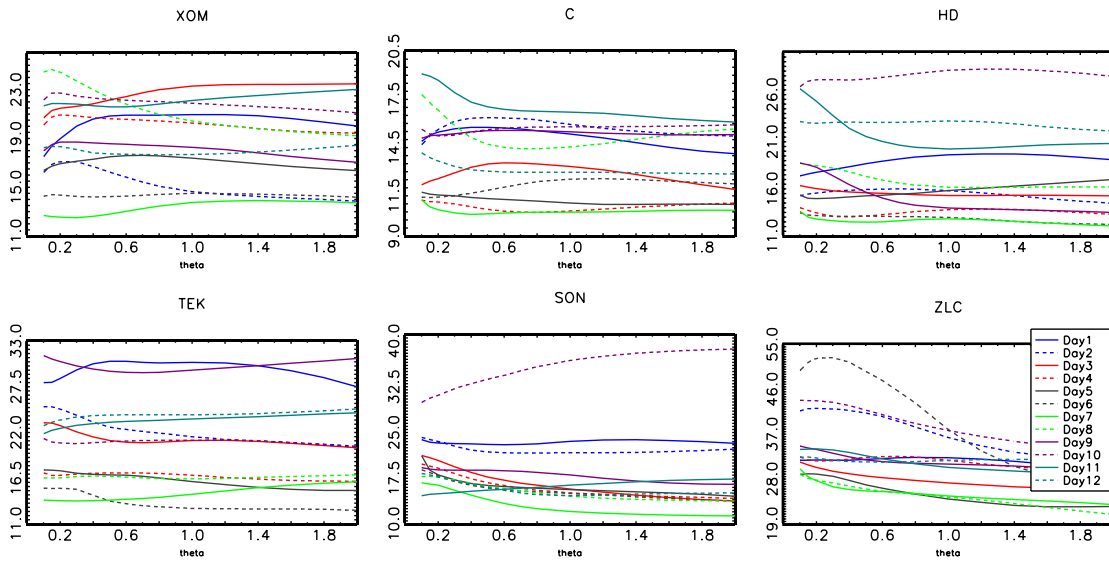 XOM
C
HD
23.0
19.0
15.0
11.0
0.2 0.6 1.0 1.4 1.8
theta
20.5
17.5
14.5
11.5
9.0
0.2 0.6 1.0 1.4 1.8
theta
26.0
21.0
16.0
11.0
0.2 0.6 1.0 1.4 1.8
theta
TEK
SON
ZLC
33.0
27.5
22.0
16.5
11.0
0.2 0.6 1.0 1.4 1.8
theta
40.0
32.5
25.0
17.5
10.0
0.2 0.6 1.0 1.4 1.8
theta
55.0
46.0
37.0
28.0
19.0
0.2 0.6 1.0 1.4 1.8
theta
Day1
Day2
Day3
Day4
Day5
Day6
Day7
Day8
Day9
Day10
Day11
Day12